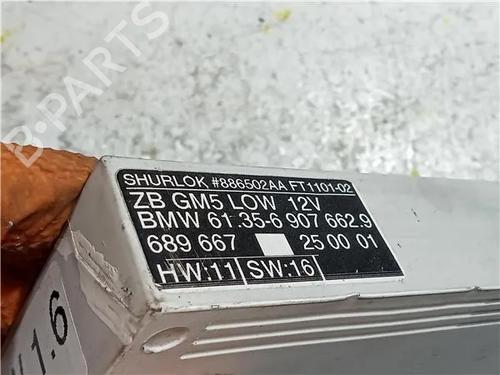 B-PARTS
SHURLOK #886502AA FT1101-02
ZB GM5 LOW 12V
BMW 61.35-6 907 662.9
689 667 25 00 01
HW:11 SW:16
1.6